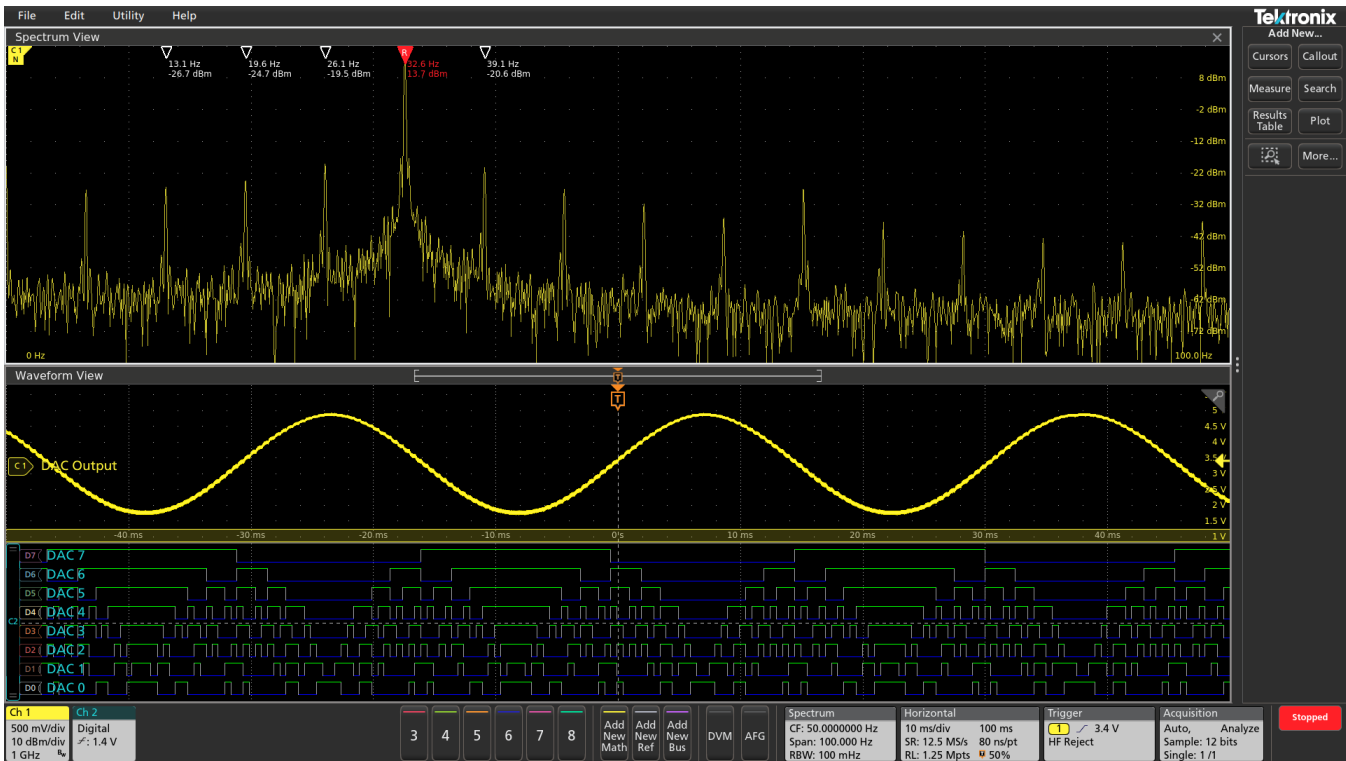 File Edit Utility Help
Tektronix
Add New...
Cursors Callout
Measure Search
Results Table Plot
More...
Spectrum View
C 1
N
13.1 Hz
-26.7 dBm
19.6 Hz
-24.7 dBm
26.1 Hz
-19.5 dBm
R
32.6 Hz
13.7 dBm
39.1 Hz
-20.6 dBm
8 dBm
-2 dBm
-12 dBm
-22 dBm
-32 dBm
-42 dBm
-52 dBm
-62 dBm
-72 dBm
0 Hz
100.0 Hz
Waveform View
T
T
5
4.5 V
4 V
3.5 V
3 V
2.5 V
2 V
1.5 V
1 V
C 1 DAC Output
-40 ms -30 ms -20 ms -10 ms 0 s 10 ms 20 ms 30 ms 40 ms
C2
D7 DAC 7
D6 DAC 6
D5 DAC 5
D4 DAC 4
D3 DAC 3
D2 DAC 2
D1 DAC 1
D0 DAC 0
Ch 1
500 mV/div
10 dBm/div
1 GHz Bw
Ch 2
Digital
: 1.4 V
3 4 5 6 7 8
Add New Math
Add New Ref
Add New Bus
DVM AFG
Spectrum
CF: 50.0000000 Hz
Span: 100.000 Hz
RBW: 100 mHz
Horizontal
10 ms/div 100 ms
SR: 12.5 MS/s 80 ns/pt
RL: 1.25 Mpts 50%
Trigger
1 3.4 V
HF Reject
Acquisition
Auto, Analyze
Sample: 12 bits
Single: 1 /1
Stopped